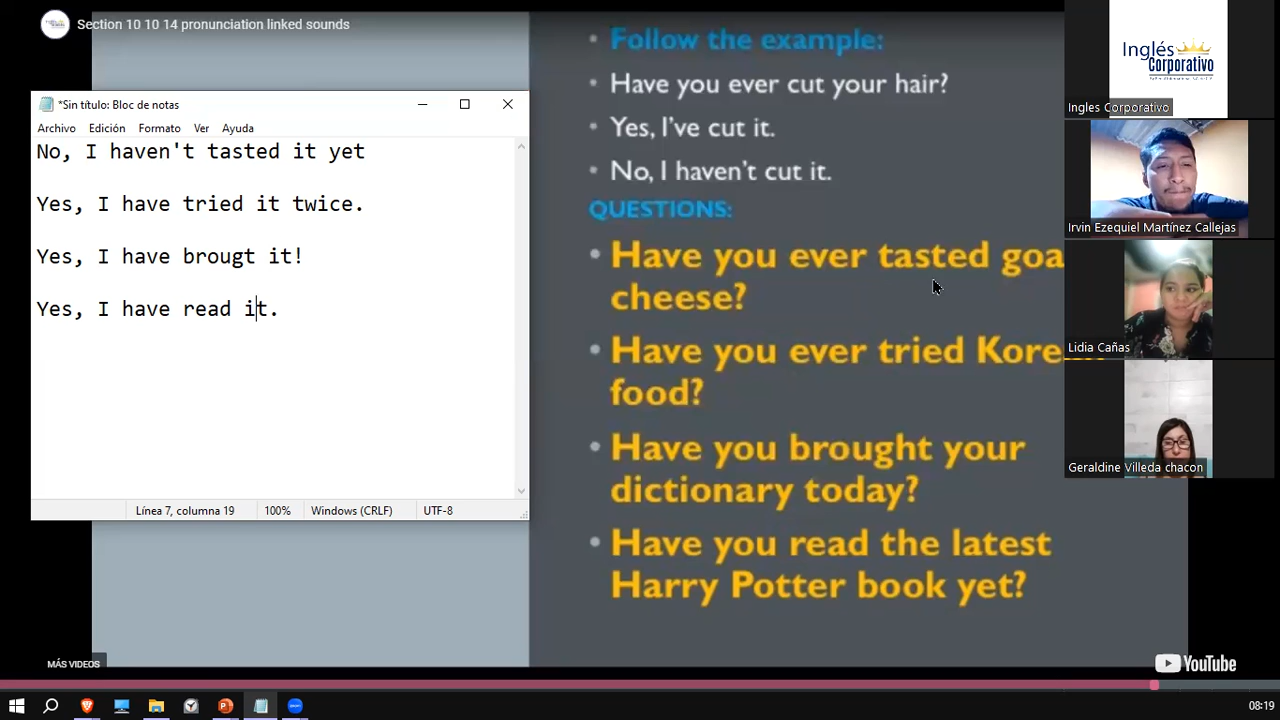 Section 10 10 14 pronunciation linked sounds
*Sin título: Bloc de notas
Archivo Edición Formato Ver Ayuda
No, I haven't tasted it yet
Yes, I have tried it twice.
Yes, I have brougt it!
Yes, I have read it.
Línea 7, columna 19 100% Windows (CRLF) UTF-8
• Follow the example:
• Have you ever cut your hair?
• Yes, I've cut it.
• No, I haven't cut it.
QUESTIONS:
• Have you ever tasted goa
cheese?
• Have you ever tried Kore
food?
• Have you brought your
dictionary today?
• Have you read the latest
Harry Potter book yet?
Inglés
Corporativo
Ingles Corporativo
Irvin Ezequiel Martínez Callejas
Lidia Cañas
Geraldine Villeda chacon
MÁS VIDEOS
YouTube
08:19